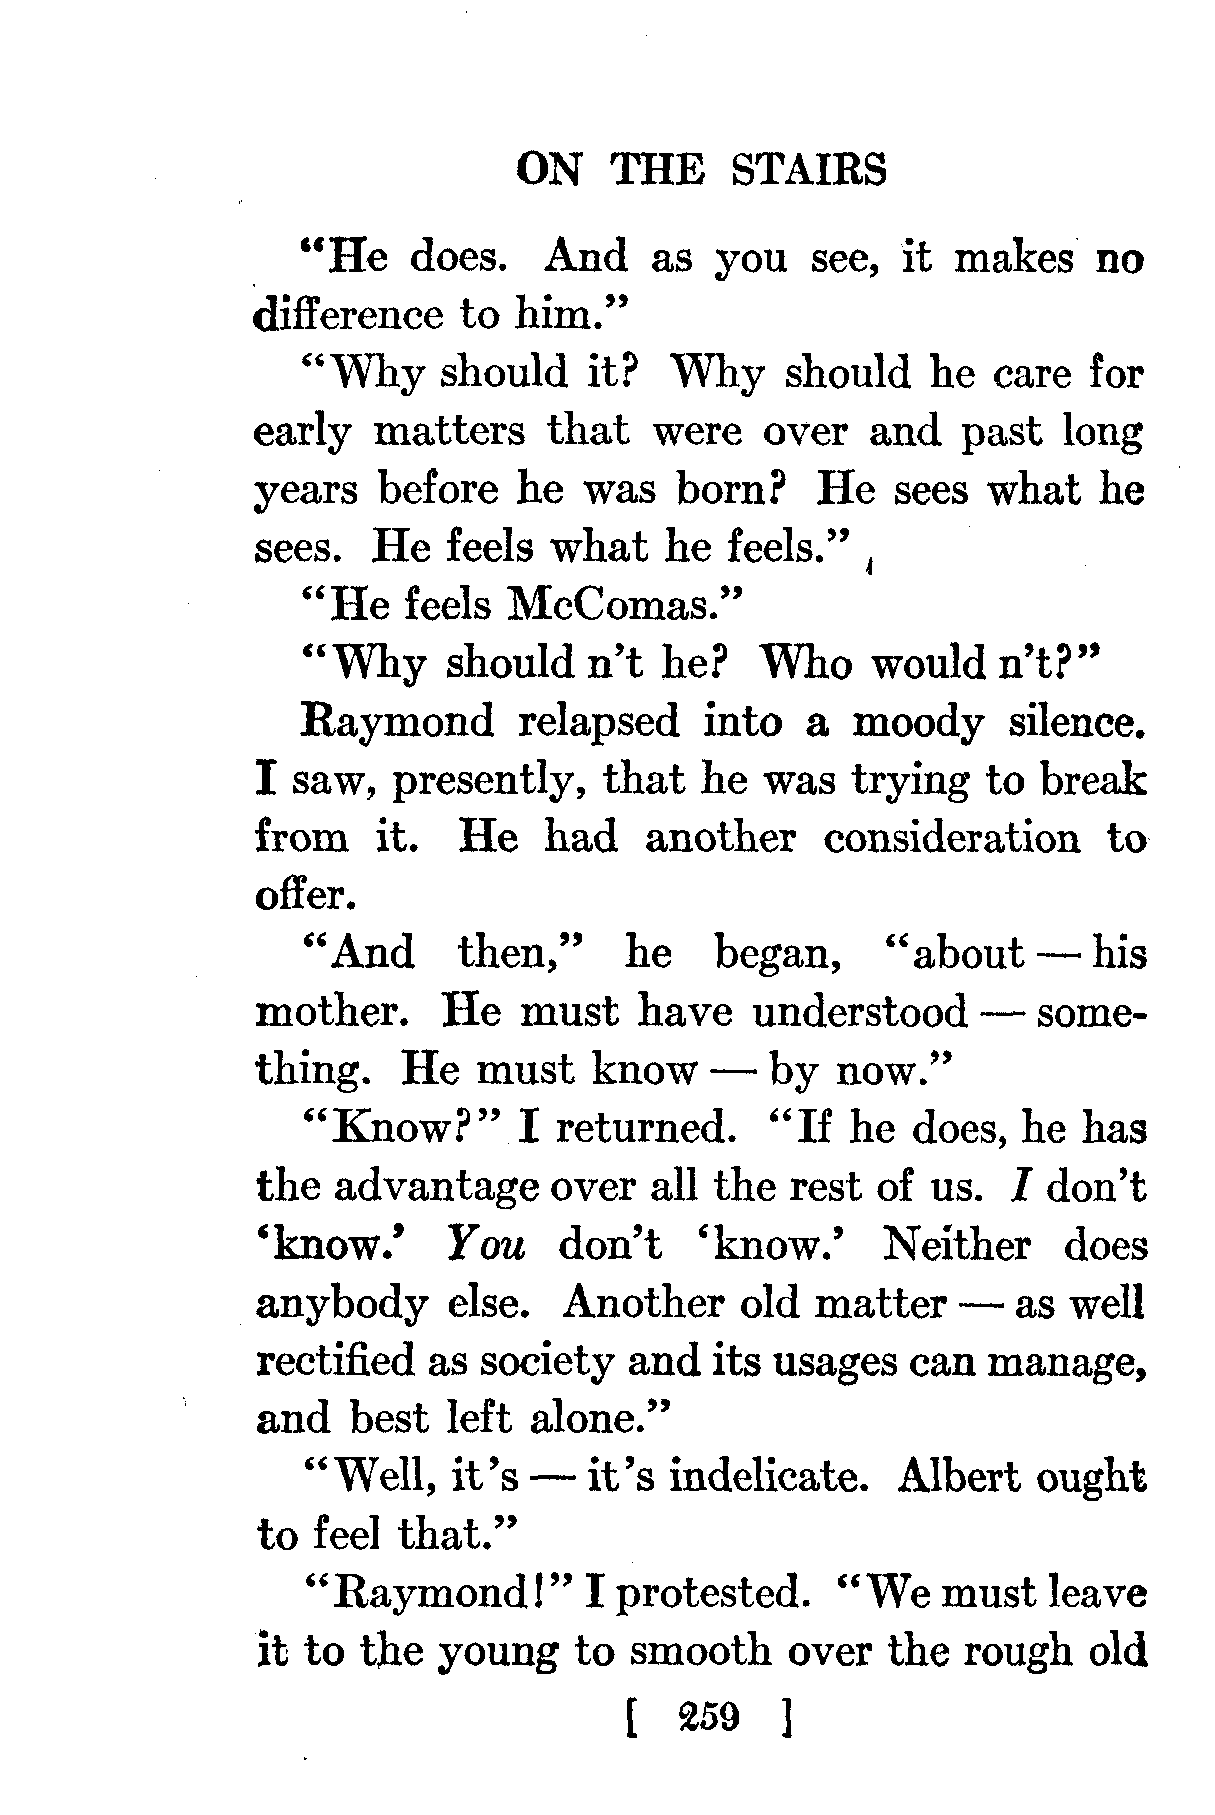 ON THE STAIRS
“He does. And as you see, it makes no
difference to him.”
“Why should it? Why should he care for
early matters that were over and past long
years before he was born? He sees what he
sees. He feels what he feels.”
“He feels McComas.”
“Why should n’t he? Who would n’t?”
Raymond relapsed into a moody silence.
I saw, presently, that he was trying to break
from it. He had another consideration to
offer.
“And then,” he began, “about — his
mother. He must have understood — some-
thing. He must know — by now.”
“Know?” I returned. “If he does, he has
the advantage over all the rest of us. I don’t
‘know.’ You don’t ‘know.’ Neither does
anybody else. Another old matter — as well
rectified as society and its usages can manage,
and best left alone.”
“Well, it’s — it’s indelicate. Albert ought
to feel that.”
“Raymond!” I protested. “We must leave
it to the young to smooth over the rough old
[ 259 ]